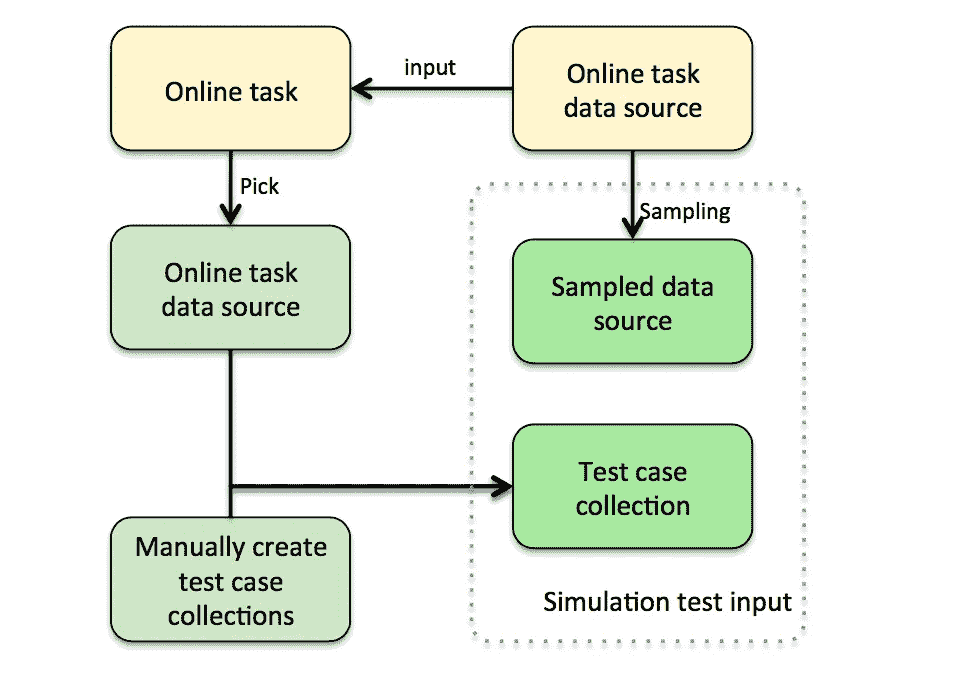 Online task
input
Online task
data source
Pick
Sampling
Online task
data source
Sampled data
source
Test case
collection
Manually create
test case
collections
Simulation test input